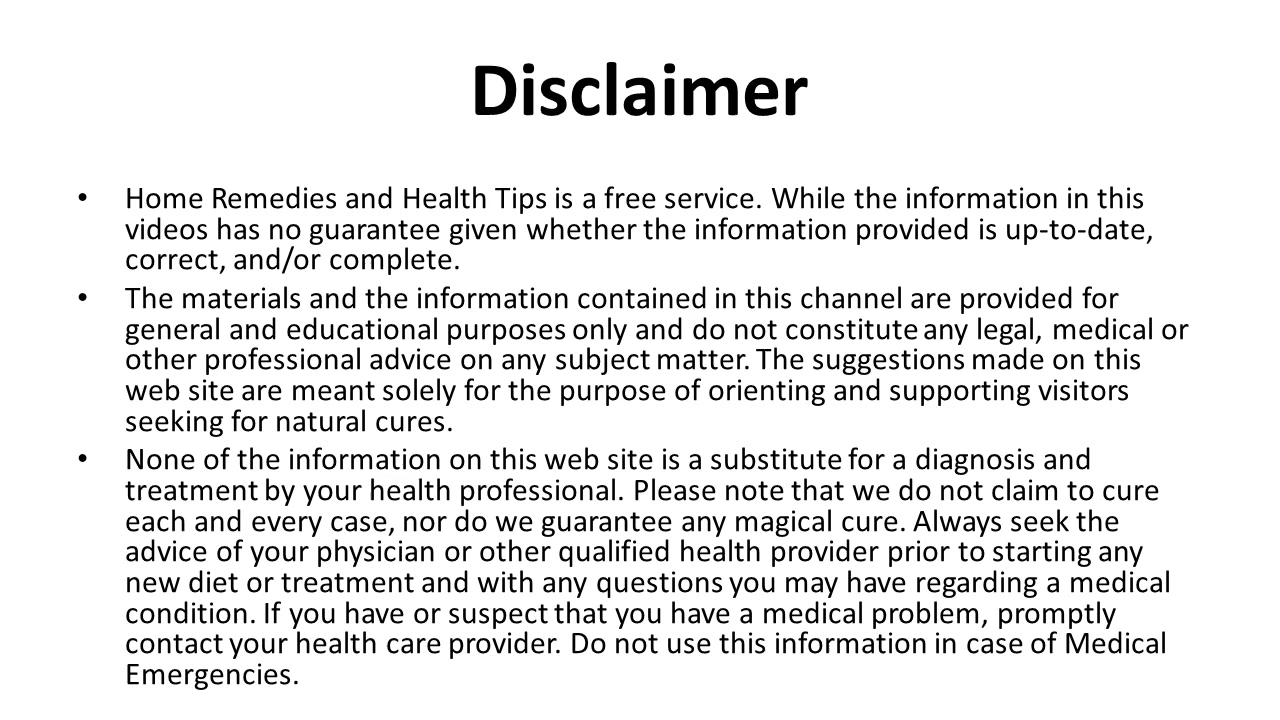 Disclaimer
• Home Remedies and Health Tips is a free service. While the information in this
videos has no guarantee given whether the information provided is up-to-date,
correct, and/or complete.
• The materials and the information contained in this channel are provided for
general and educational purposes only and do not constitute any legal, medical or
other professional advice on any subject matter. The suggestions made on this
web site are meant solely for the purpose of orienting and supporting visitors
seeking for natural cures.
• None of the information on this web site is a substitute for a diagnosis and
treatment by your health professional. Please note that we do not claim to cure
each and every case, nor do we guarantee any magical cure. Always seek the
advice of your physician or other qualified health provider prior to starting any
new diet or treatment and with any questions you may have regarding a medical
condition. If you have or suspect that you have a medical problem, promptly
contact your health care provider. Do not use this information in case of Medical
Emergencies.